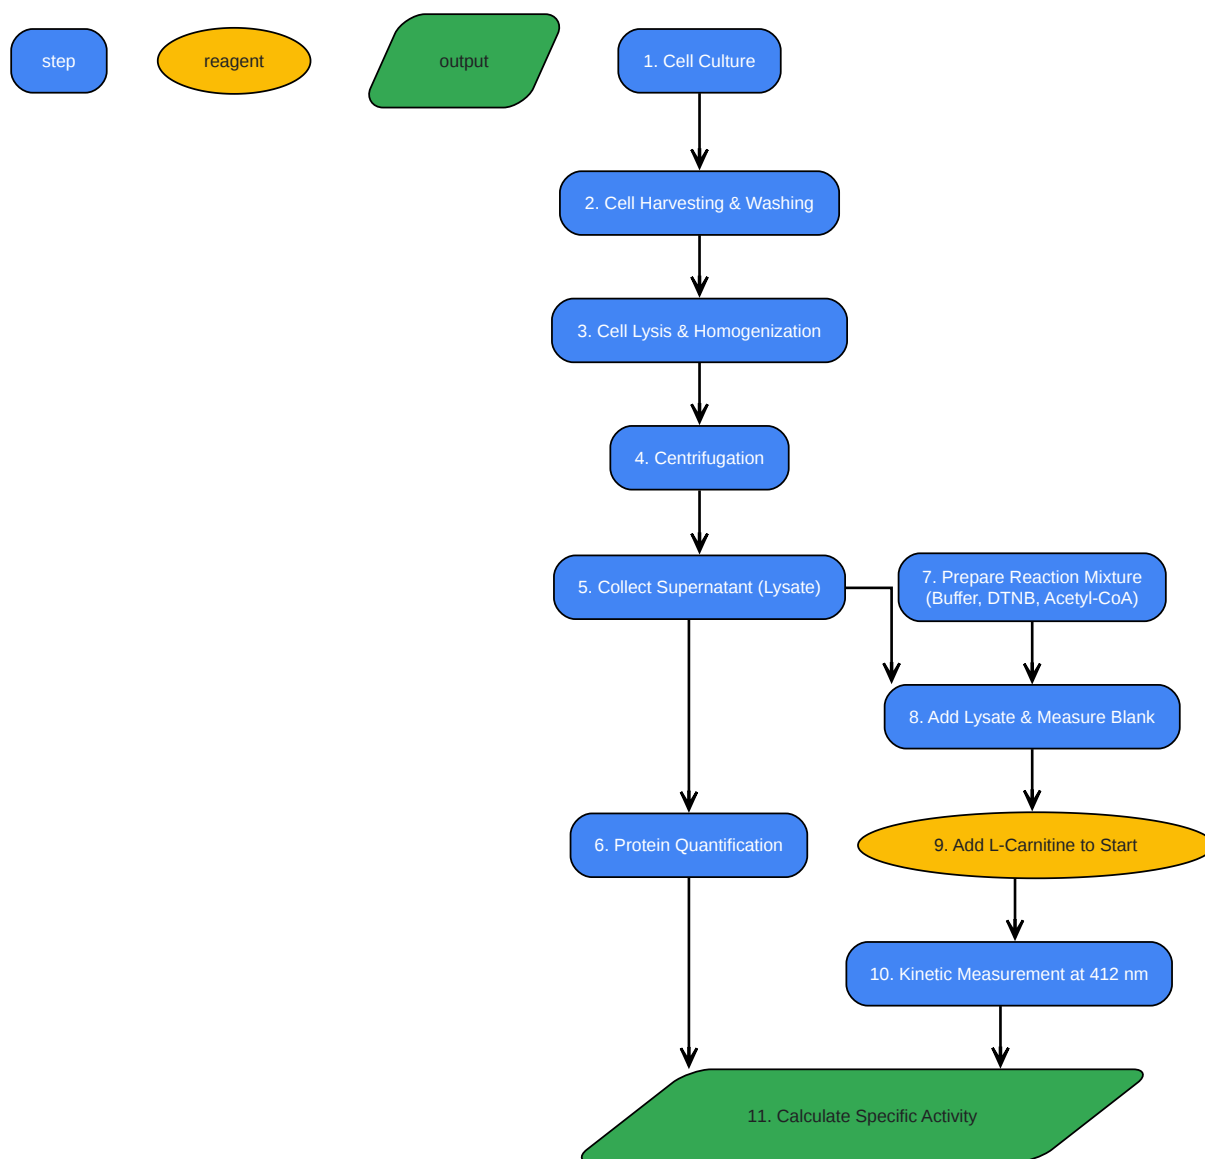 step
reagent
output
1. Cell Culture
2. Cell Harvesting & Washing
3. Cell Lysis & Homogenization
4. Centrifugation
5. Collect Supernatant (Lysate)
7. Prepare Reaction Mixture
(Buffer, DTNB, Acetyl-CoA)
8. Add Lysate & Measure Blank
6. Protein Quantification
9. Add L-Carnitine to Start
10. Kinetic Measurement at 412 nm
11. Calculate Specific Activity